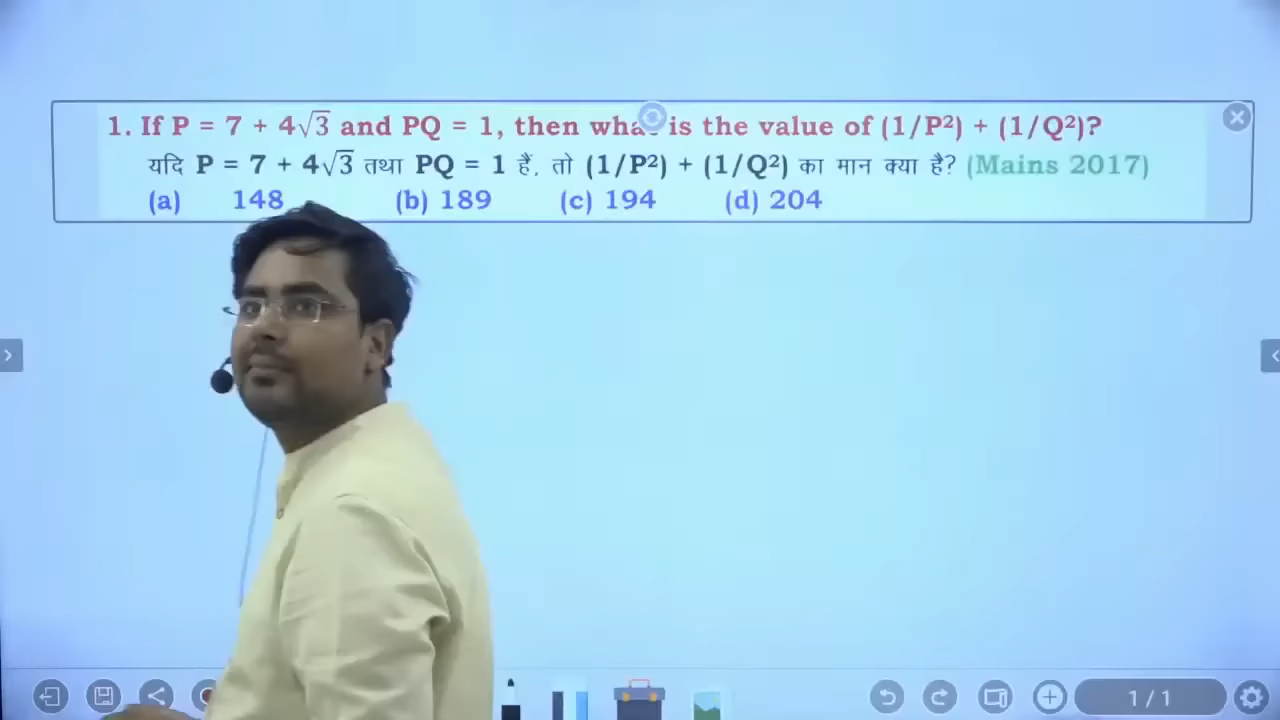 1. If P = 7 + 4√3 and PQ = 1, then what is the value of (1/P²) + (1/Q²)?
यदि P = 7 + 4√3 तथा PQ = 1 हैं, तो (1/P²) + (1/Q²) का मान क्या है? (Mains 2017)
(a) 148 (b) 189 (c) 194 (d) 204
1 / 1